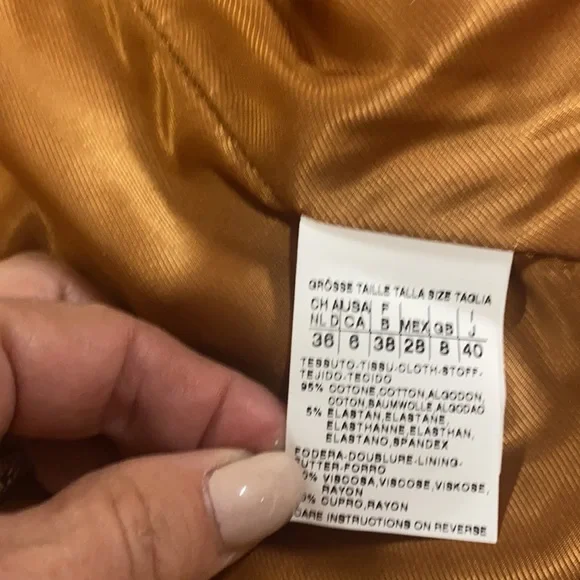 GRÖSSE TAILLE TALLA SIZE TAGLIA
CH A USA F I
NL D CA B MEX GB J
36 6 38 28 8 40
TESSUTO-TISSU-CLOTH-STOFF-
TEJIDO-TECIDO
95% COTONE,COTTON,ALGODON,
COTON,BAUMWOLLE,ALGODAO
5% ELASTAN,ELASTANE,
ELASTHANNE,ELASTHAN,
ELASTANO,SPANDEX
FODERA-DOUBLURE-LINING-
FUTTER-FORRO
0% VISCOSA,VISCOSE,VISKOSE,
RAYON
% CUPRO,RAYON
CARE INSTRUCTIONS ON REVERSE